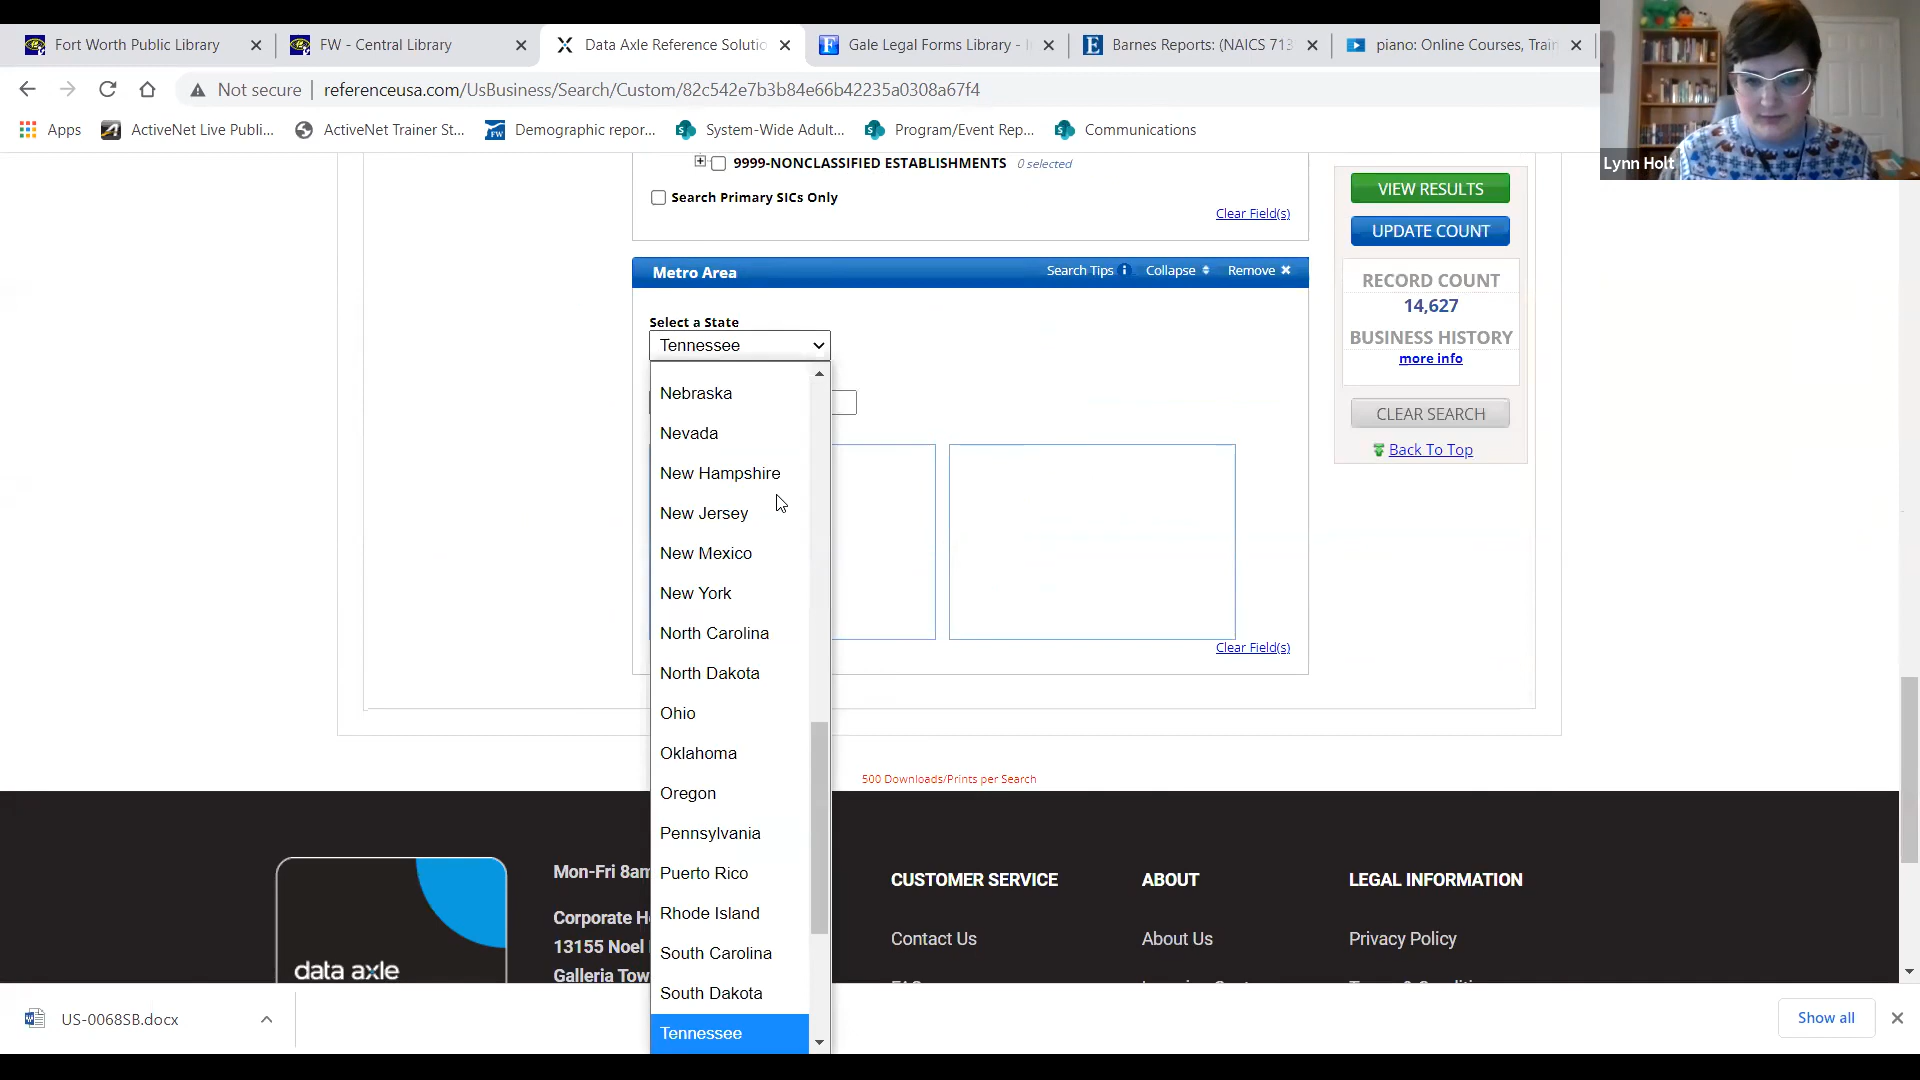 Fort Worth Public Library
FW - Central Library
Data Axle Reference Solutio
Gale Legal Forms Library -
Barnes Reports: (NAICS 713
piano: Online Courses, Train
Not secure
referenceusa.com/UsBusiness/Search/Custom/82c542e7b3b84e66b42235a0308a67f4
Apps
ActiveNet Live Publi...
ActiveNet Trainer St...
Demographic repor...
System-Wide Adult...
Program/Event Rep...
Communications
Lynn Holt
9999-NONCLASSIFIED ESTABLISHMENTS 0 selected
Search Primary SICs Only
Clear Field(s)
VIEW RESULTS
UPDATE COUNT
RECORD COUNT
14,627
BUSINESS HISTORY
more info
CLEAR SEARCH
Back To Top
Metro Area
Search Tips
Collapse
Remove
Select a State
Tennessee
Nebraska
Nevada
New Hampshire
New Jersey
New Mexico
New York
North Carolina
North Dakota
Ohio
Oklahoma
Oregon
Pennsylvania
Puerto Rico
Rhode Island
South Carolina
South Dakota
Tennessee
Clear Field(s)
500 Downloads/Prints per Search
data axle
Mon-Fri 8am
Corporate H
13155 Noel
Galleria Tow
CUSTOMER SERVICE
Contact Us
ABOUT
About Us
LEGAL INFORMATION
Privacy Policy
US-0068SB.docx
Show all